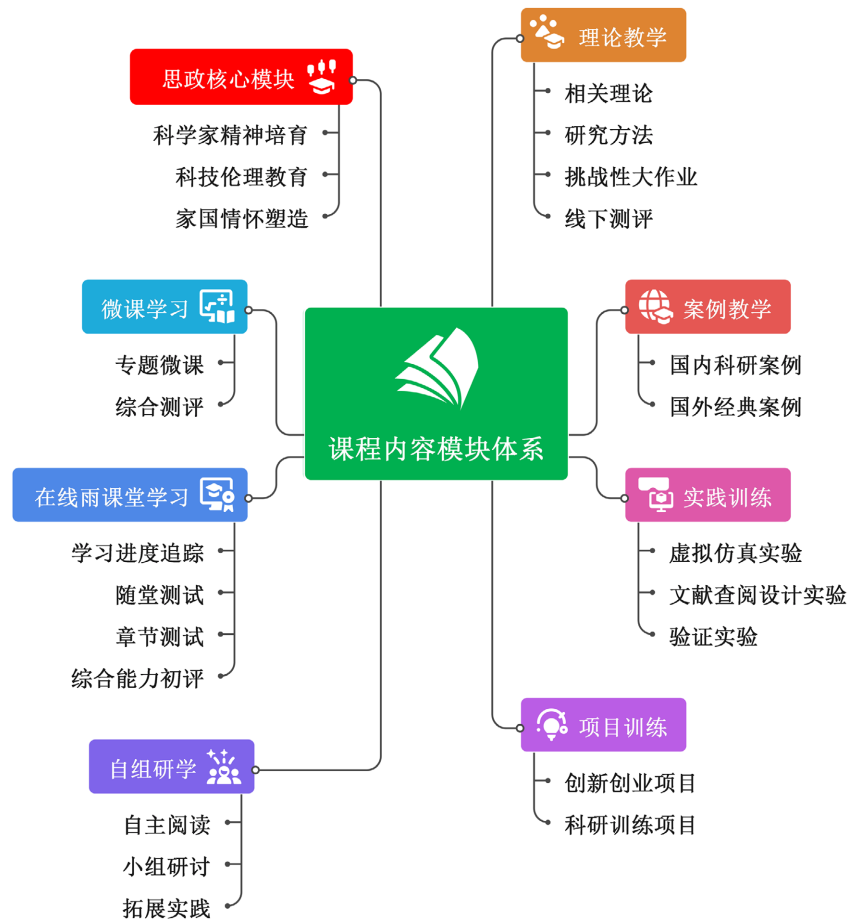 思政核心模块
科学家精神培育
科技伦理教育
家国情怀塑造
理论教学
相关理论
研究方法
挑战性大作业
线下测评
微课学习
专题微课
综合测评
案例教学
国内科研案例
国外经典案例
课程内容模块体系
在线雨课堂学习
学习进度追踪
随堂测试
章节测试
综合能力初评
实践训练
虚拟仿真实验
文献查阅设计实验
验证实验
自组研学
自主阅读
小组研讨
拓展实践
项目训练
创新创业项目
科研训练项目